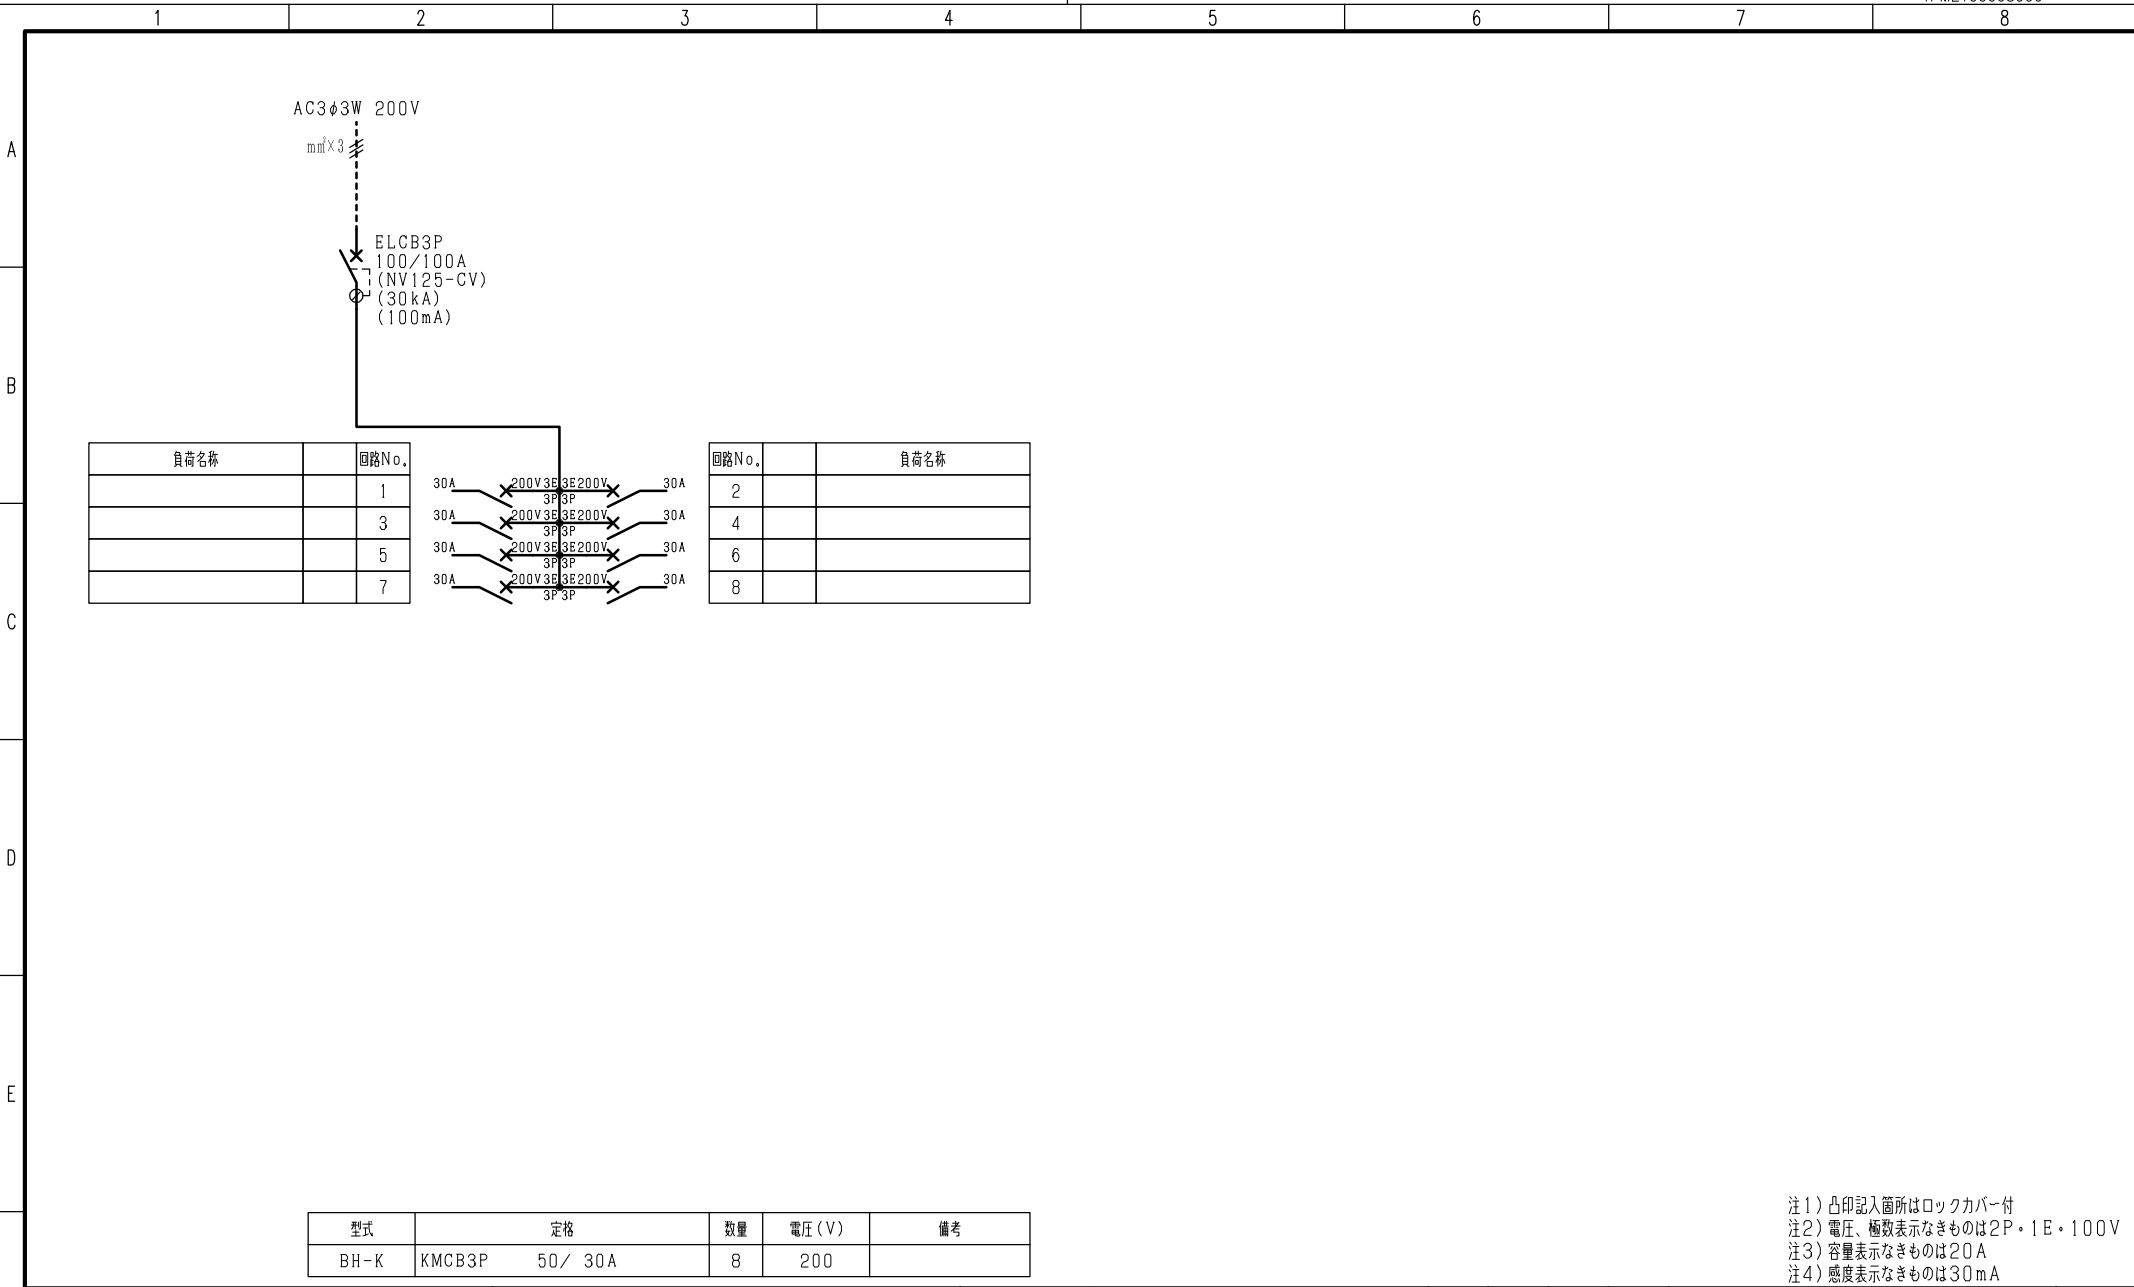 1 2 3 4 5 6 7 8
AC3φ3W 200V
A
mm²×3
ELCB3P
100/100A
(NV125-CV)
(30kA)
(100mA)
B
負荷名称 回路No. 回路No. 負荷名称
1 30A 200V 3E 3E 200V 30A 2
3P 3P
3 30A 200V 3E 3E 200V 30A 4
3P 3P
5 30A 200V 3E 3E 200V 30A 6
3P 3P
7 30A 200V 3E 3E 200V 30A 8
3P 3P
C
D
E
型式 定格 数量 電圧(V) 備考
BH-K KMCB3P 50/ 30A 8 200
注1)凸印記入箇所はロックカバー付
注2)電圧、極数表示なきものは2P・1E・100V
注3)容量表示なきものは20A
注4)感度表示なきものは30mA